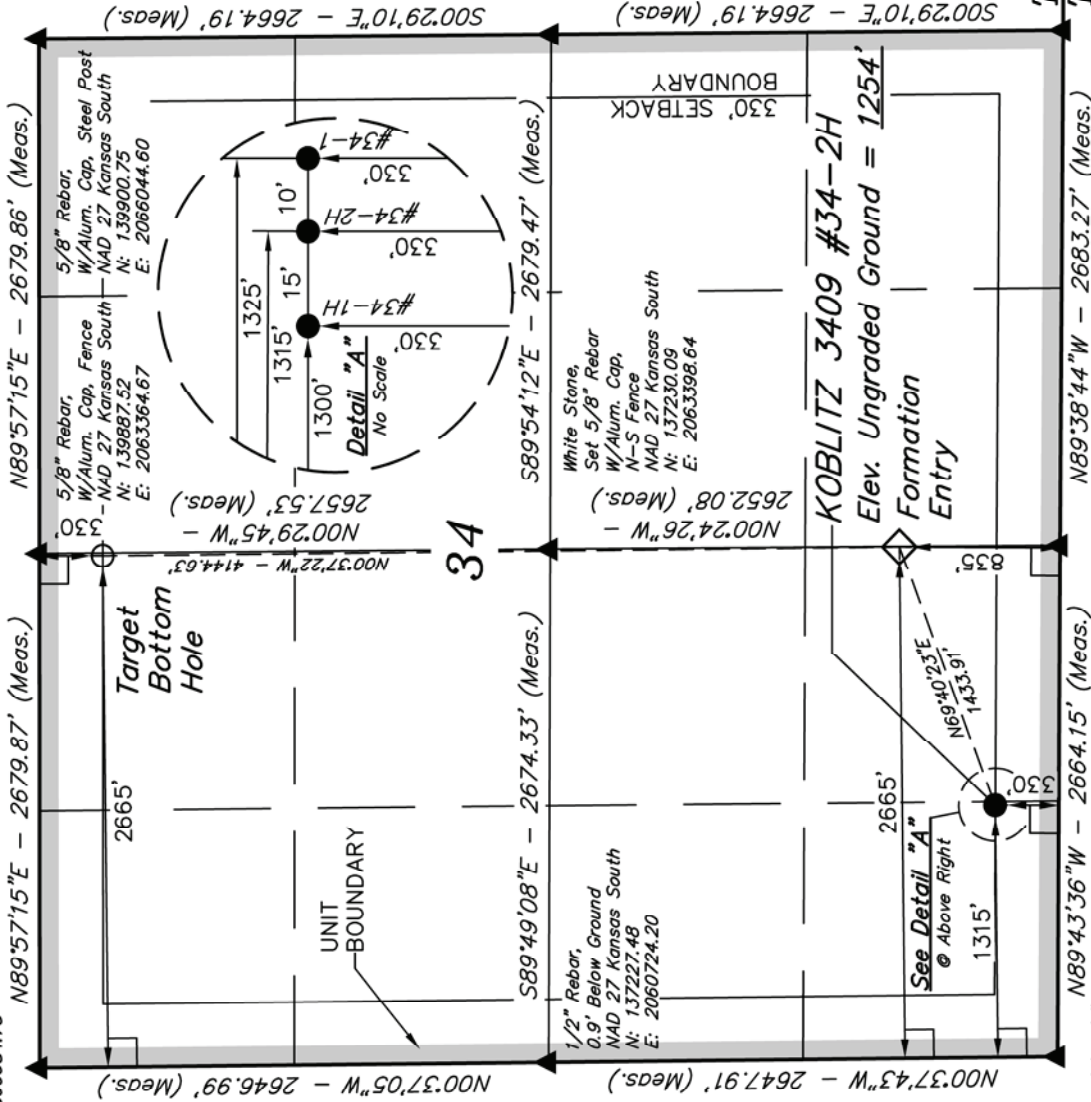 N89°57'15"E - 2679.87' (Meas.)
N89°57'15"E - 2679.86' (Meas.)
N00°37'05"W - 2646.99' (Meas.)
N00°37'43"W - 2647.91' (Meas.)
S00°29'10"E - 2664.19' (Meas.)
S00°29'10"E - 2664.19' (Meas.)
330'
Target
Bottom
Hole
2665'
UNIT
BOUNDARY
5/8" Rebar,
W/Alum. Cap, Fence
NAD 27 Kansas South
N: 139887.52
E: 2063364.67
5/8" Rebar,
W/Alum. Cap, Steel Post
NAD 27 Kansas South
N: 139900.75
E: 2066044.60
N00°37'22"W - 4144.63'
N00°29'45"W -
2657.53' (Meas.)
34
1325'
1315'
1300'
15'
10'
#34-1H
#34-2H
#34-1
330'
330'
330'
Detail "A"
No Scale
S89°49'08"E - 2674.33' (Meas.)
S89°54'12"E - 2679.47' (Meas.)
1/2" Rebar,
0.9' Below Ground
NAD 27 Kansas South
N: 137227.48
E: 2060724.20
White Stone,
Set 5/8" Rebar
W/Alum. Cap,
N-S Fence
NAD 27 Kansas South
N: 137230.09
E: 2063398.64
N00°24'26"W -
2652.08' (Meas.)
330' SETBACK
BOUNDARY
KOBLITZ 3409 #34-2H
Elev. Ungraded Ground = 1254'
Formation
Entry
2665'
835'
N69°40'23"E
1433.91'
See Detail "A"
@ Above Right
1315'
330'
N89°43'36"W - 2664.15' (Meas.)
N89°38'44"W - 2683.27' (Meas.)